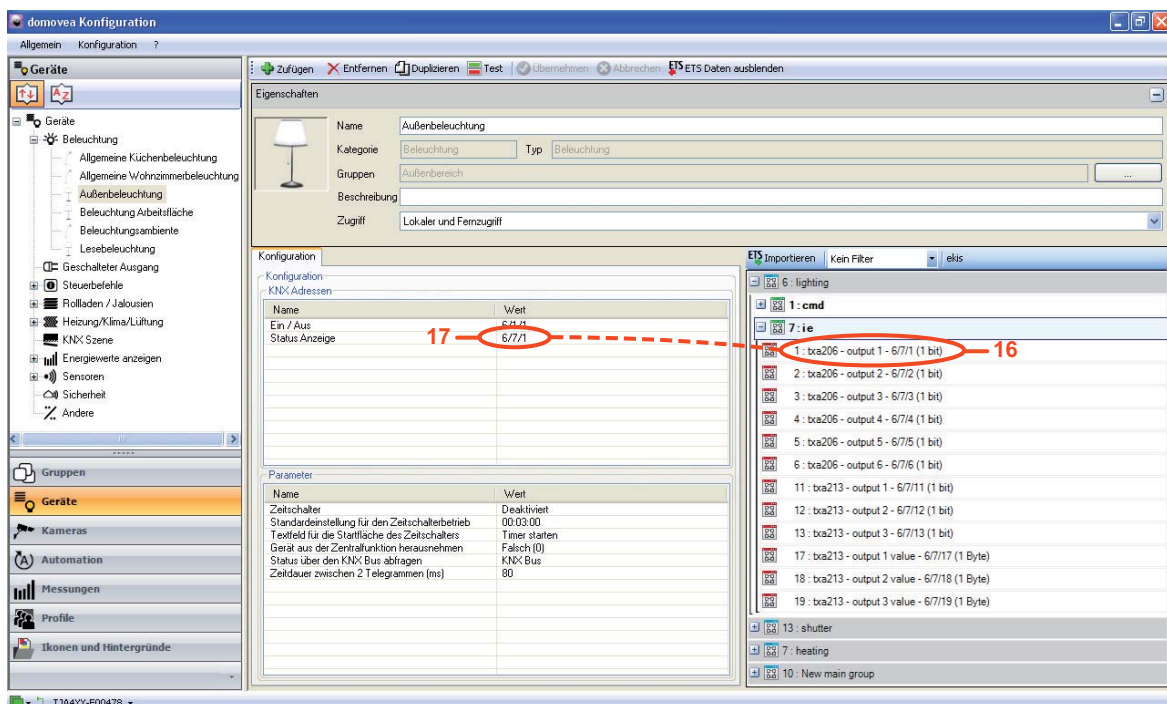 domovea Konfiguration
Allgemein Konfiguration ?
Geräte
Zufügen Entfernen Duplizieren Test Übernehmen Abbrechen ETS ETS Daten ausblenden
A Z
Eigenschaften
Geräte
Beleuchtung
Allgemeine Küchenbeleuchtung
Allgemeine Wohnzimmerbeleuchtung
Außenbeleuchtung
Beleuchtung Arbeitsfläche
Beleuchtungsambiente
Lesebeleuchtung
Geschalteter Ausgang
Steuerbefehle
Rollladen / Jalousien
Heizung/Klima/Lüftung
KNX Szene
Energiewerte anzeigen
Sensoren
Sicherheit
Andere
Gruppen
Geräte
Kameras
Automation
Messungen
Profile
Ikonen und Hintergründe
Name Außenbeleuchtung
Kategorie Beleuchtung Typ Beleuchtung
Gruppen Außenbereich ...
Beschreibung
Zugriff Lokaler und Fernzugriff
Konfiguration
Konfiguration
KNX Adressen
Name Wert
Ein / Aus 6/1/1
Status Anzeige 17 6/7/1
Parameter
Name Wert
Zeitschalter Deaktiviert
Standardeinstellung für den Zeitschalterbetrieb 00:03:00
Textfeld für die Startfläche des Zeitschalters Timer starten
Gerät aus der Zentralfunktion herausnehmen Falsch (0)
Status über den KNX Bus abfragen KNX Bus
Zeitdauer zwischen 2 Telegrammen (ms) 80
ETS Importieren Kein Filter ekis
6 : lighting
1 : cmd
7 : ie
1 : txa206 - output 1 - 6/7/1 (1 bit) 16
2 : txa206 - output 2 - 6/7/2 (1 bit)
3 : txa206 - output 3 - 6/7/3 (1 bit)
4 : txa206 - output 4 - 6/7/4 (1 bit)
5 : txa206 - output 5 - 6/7/5 (1 bit)
6 : txa206 - output 6 - 6/7/6 (1 bit)
11 : txa213 - output 1 - 6/7/11 (1 bit)
12 : txa213 - output 2 - 6/7/12 (1 bit)
13 : txa213 - output 3 - 6/7/13 (1 bit)
17 : txa213 - output 1 value - 6/7/17 (1 Byte)
18 : txa213 - output 2 value - 6/7/18 (1 Byte)
19 : txa213 - output 3 value - 6/7/19 (1 Byte)
13 : shutter
7 : heating
10 : New main group